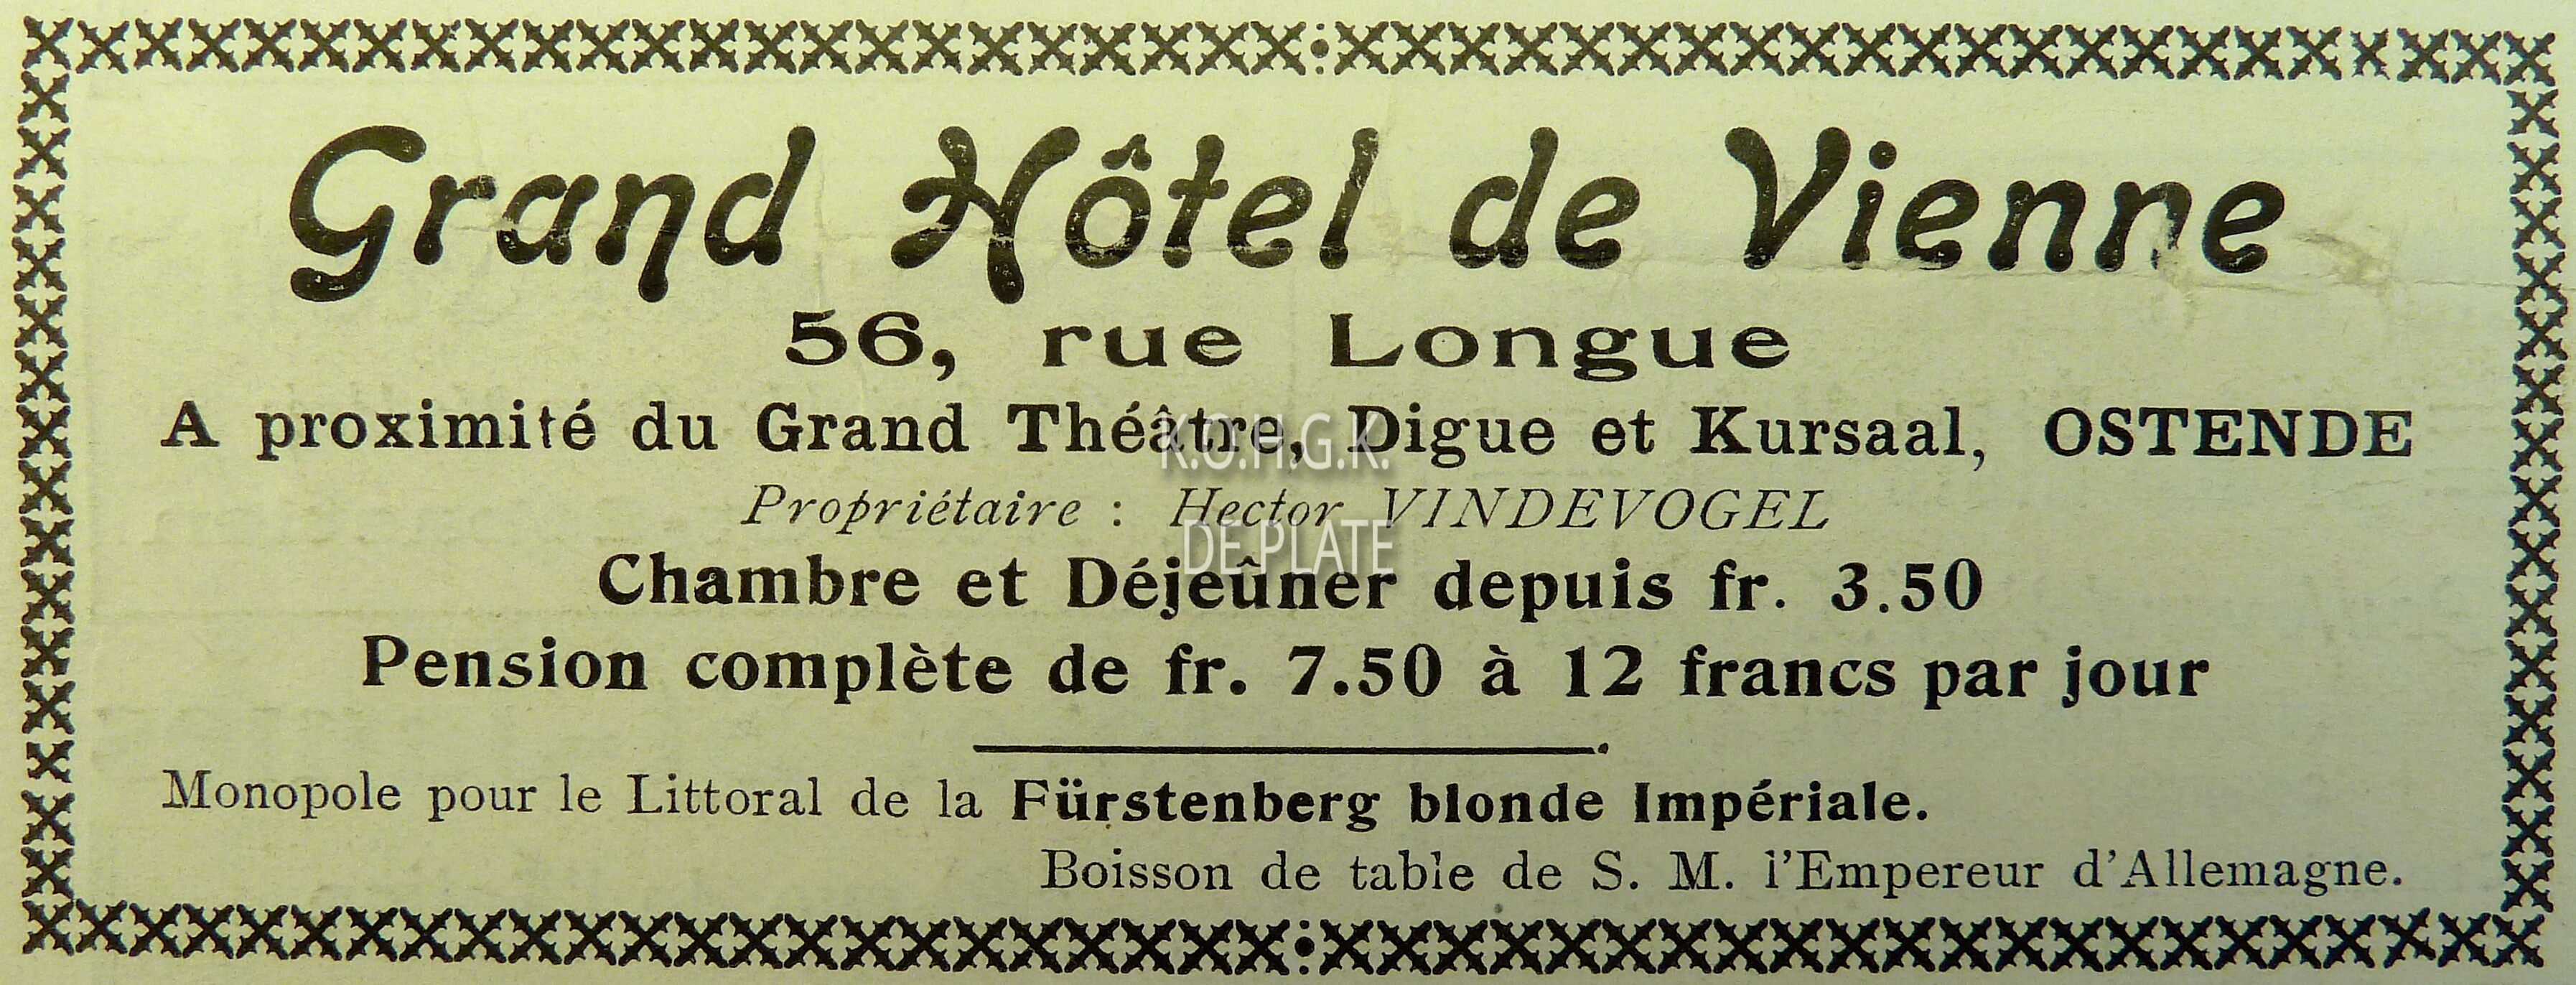 Grand Hôtel de Vienne
56, rue Longue
A proximité du Grand Théâtre, Digue et Kursaal, OSTENDE
K.O.H.G.K.
Propriétaire : Hector VINDEVOGEL
DE PLATE
Chambre et Déjeûner depuis fr. 3.50
Pension complète de fr. 7.50 à 12 francs par jour
Monopole pour le Littoral de la Fürstenberg blonde Impériale.
Boisson de table de S. M. l'Empereur d'Allemagne.